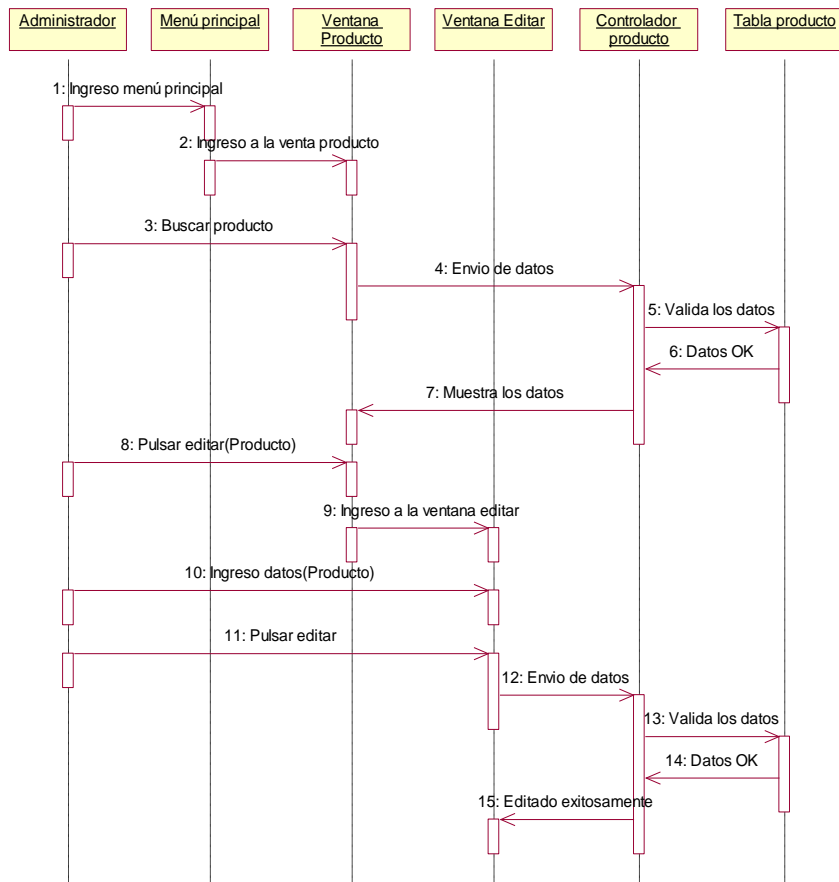 Administrador
Menú principal
Ventana
Producto
Ventana Editar
Controlador
producto
Tabla producto
1: Ingreso menú principal
2: Ingreso a la venta producto
3: Buscar producto
4: Envio de datos
5: Valida los datos
6: Datos OK
7: Muestra los datos
8: Pulsar editar(Producto)
9: Ingreso a la ventana editar
10: Ingreso datos(Producto)
11: Pulsar editar
12: Envio de datos
13: Valida los datos
14: Datos OK
15: Editado exitosamente